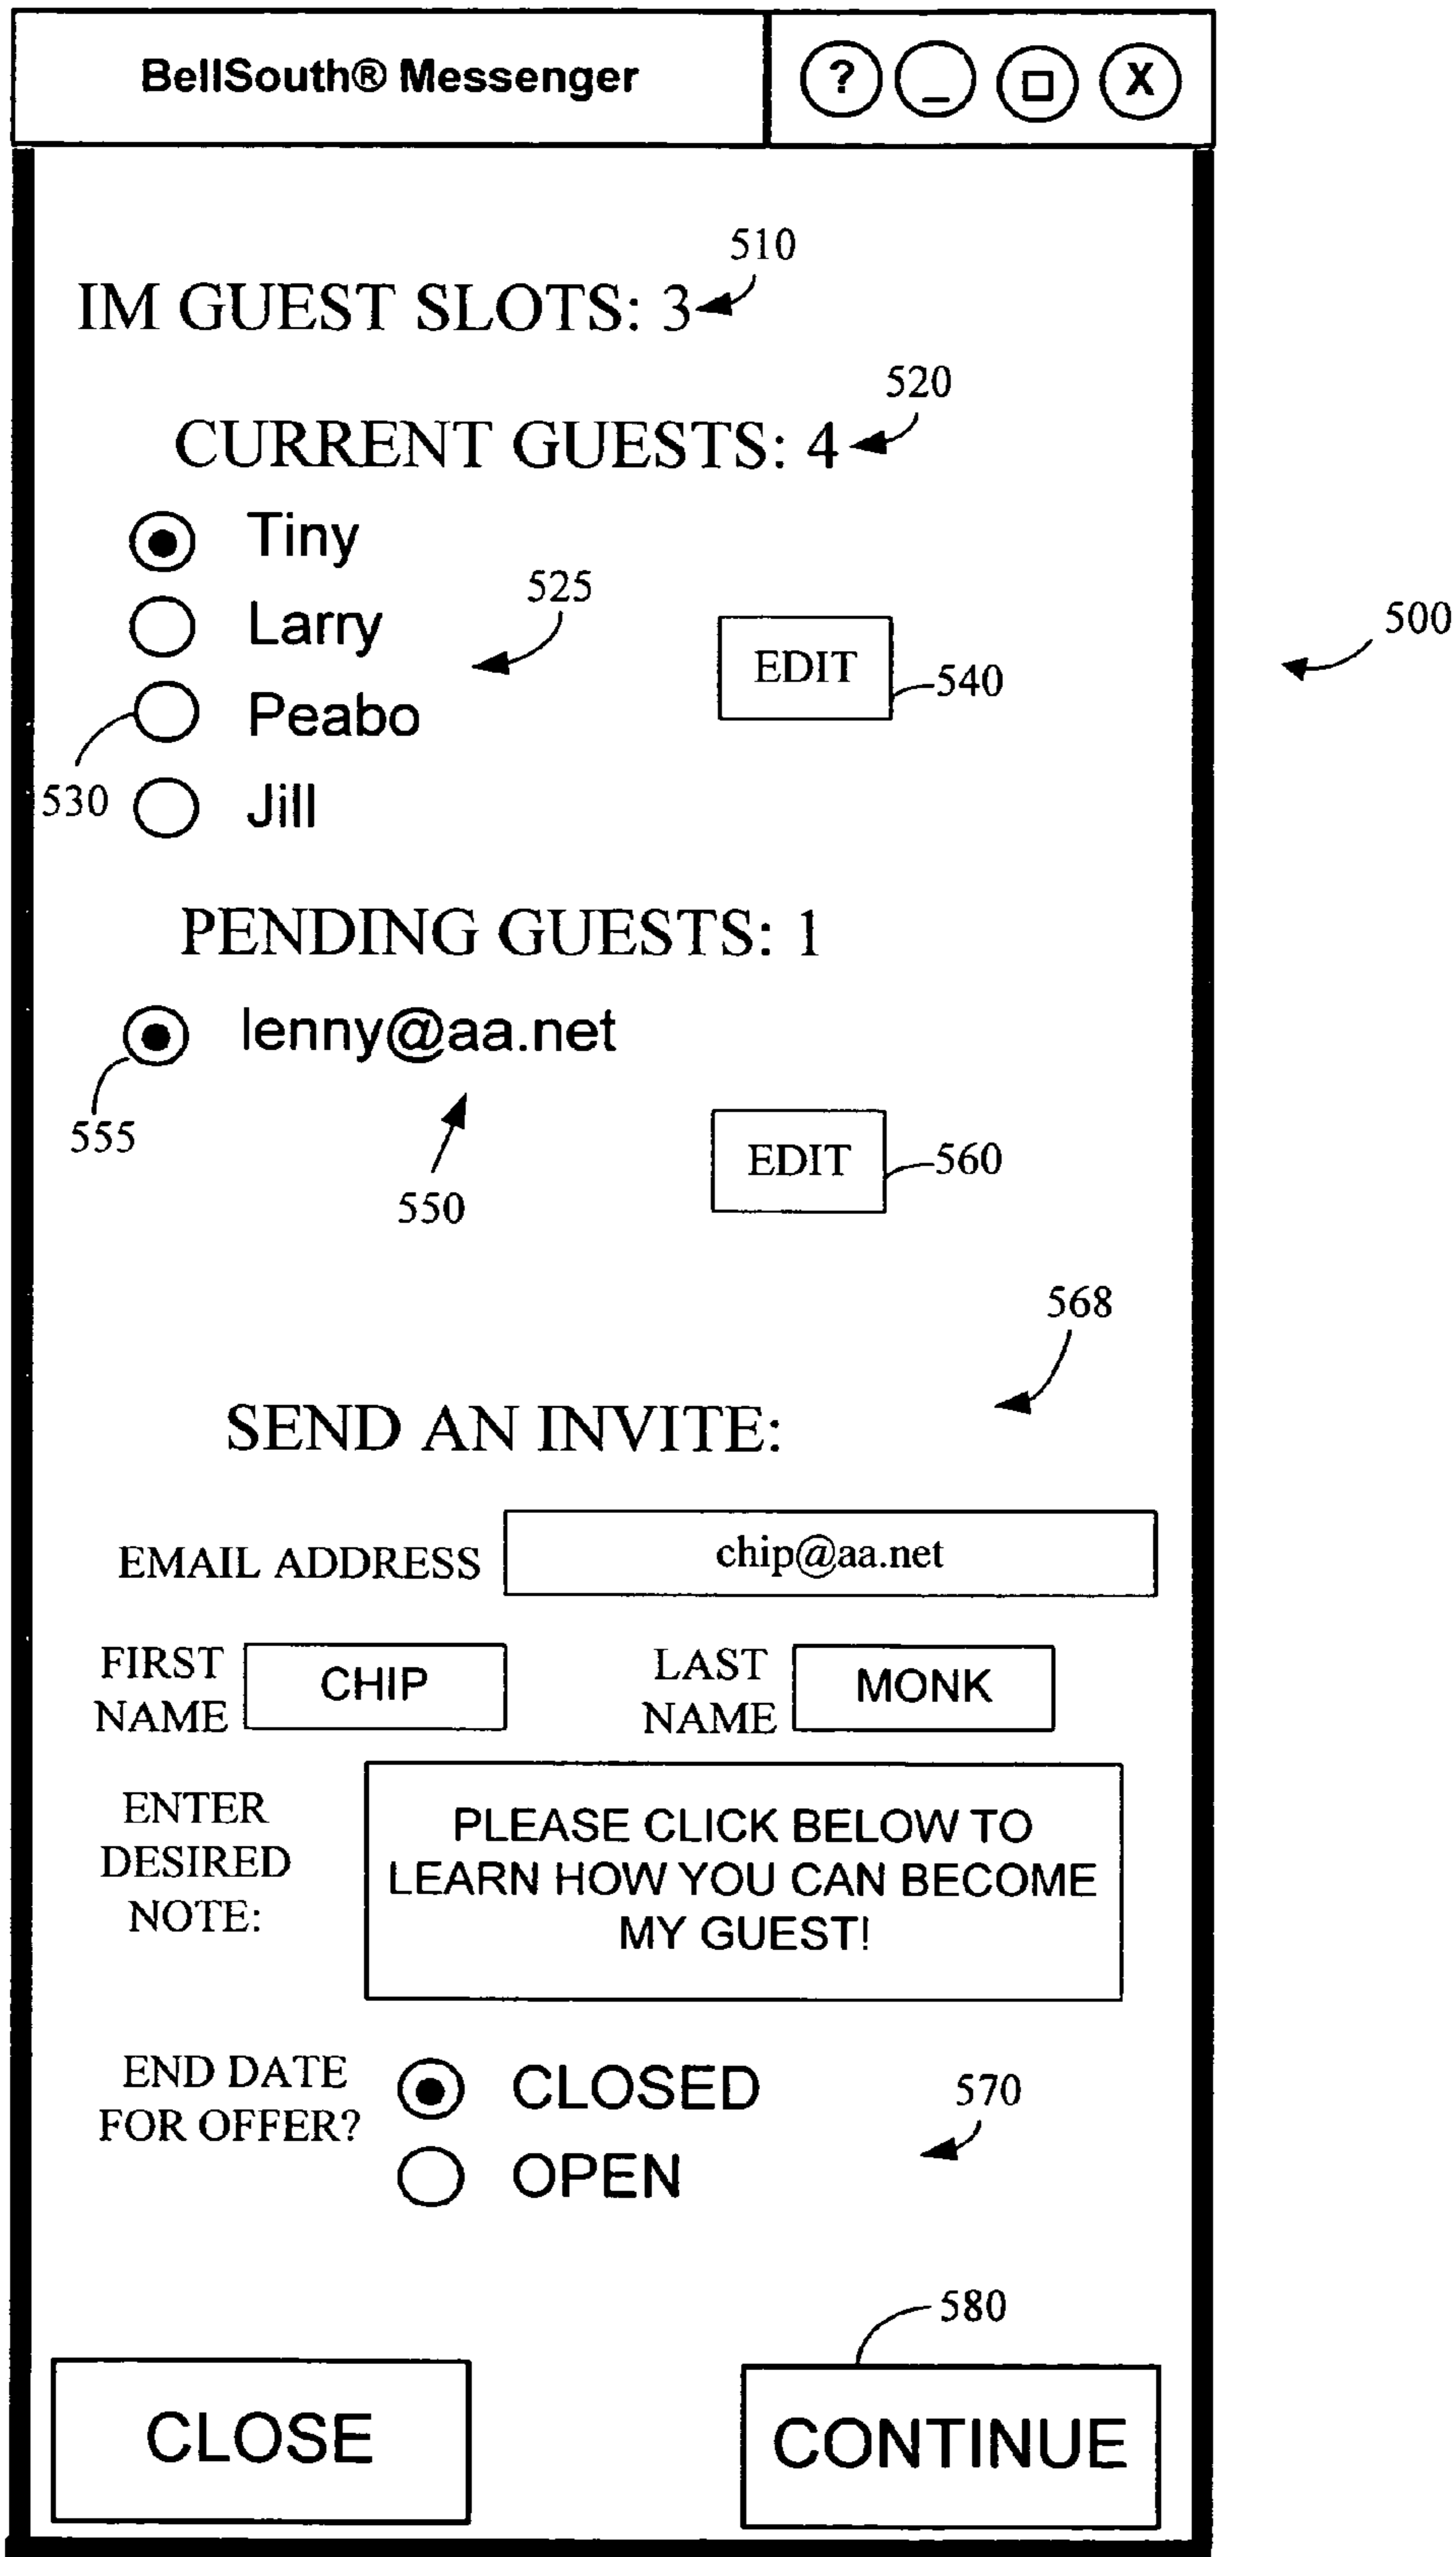 BellSouth® Messenger ? _ □ X
510
IM GUEST SLOTS: 3
520
CURRENT GUESTS: 4
Tiny
525
Larry
500
EDIT
540
Peabo
530
Jill
PENDING GUESTS: 1
lenny@aa.net
555
EDIT
560
550
568
SEND AN INVITE:
EMAIL ADDRESS chip@aa.net
FIRST
NAME
CHIP
LAST
NAME
MONK
ENTER
DESIRED
NOTE:
PLEASE CLICK BELOW TO
LEARN HOW YOU CAN BECOME
MY GUEST!
END DATE
FOR OFFER?
CLOSED
570
OPEN
580
CLOSE
CONTINUE